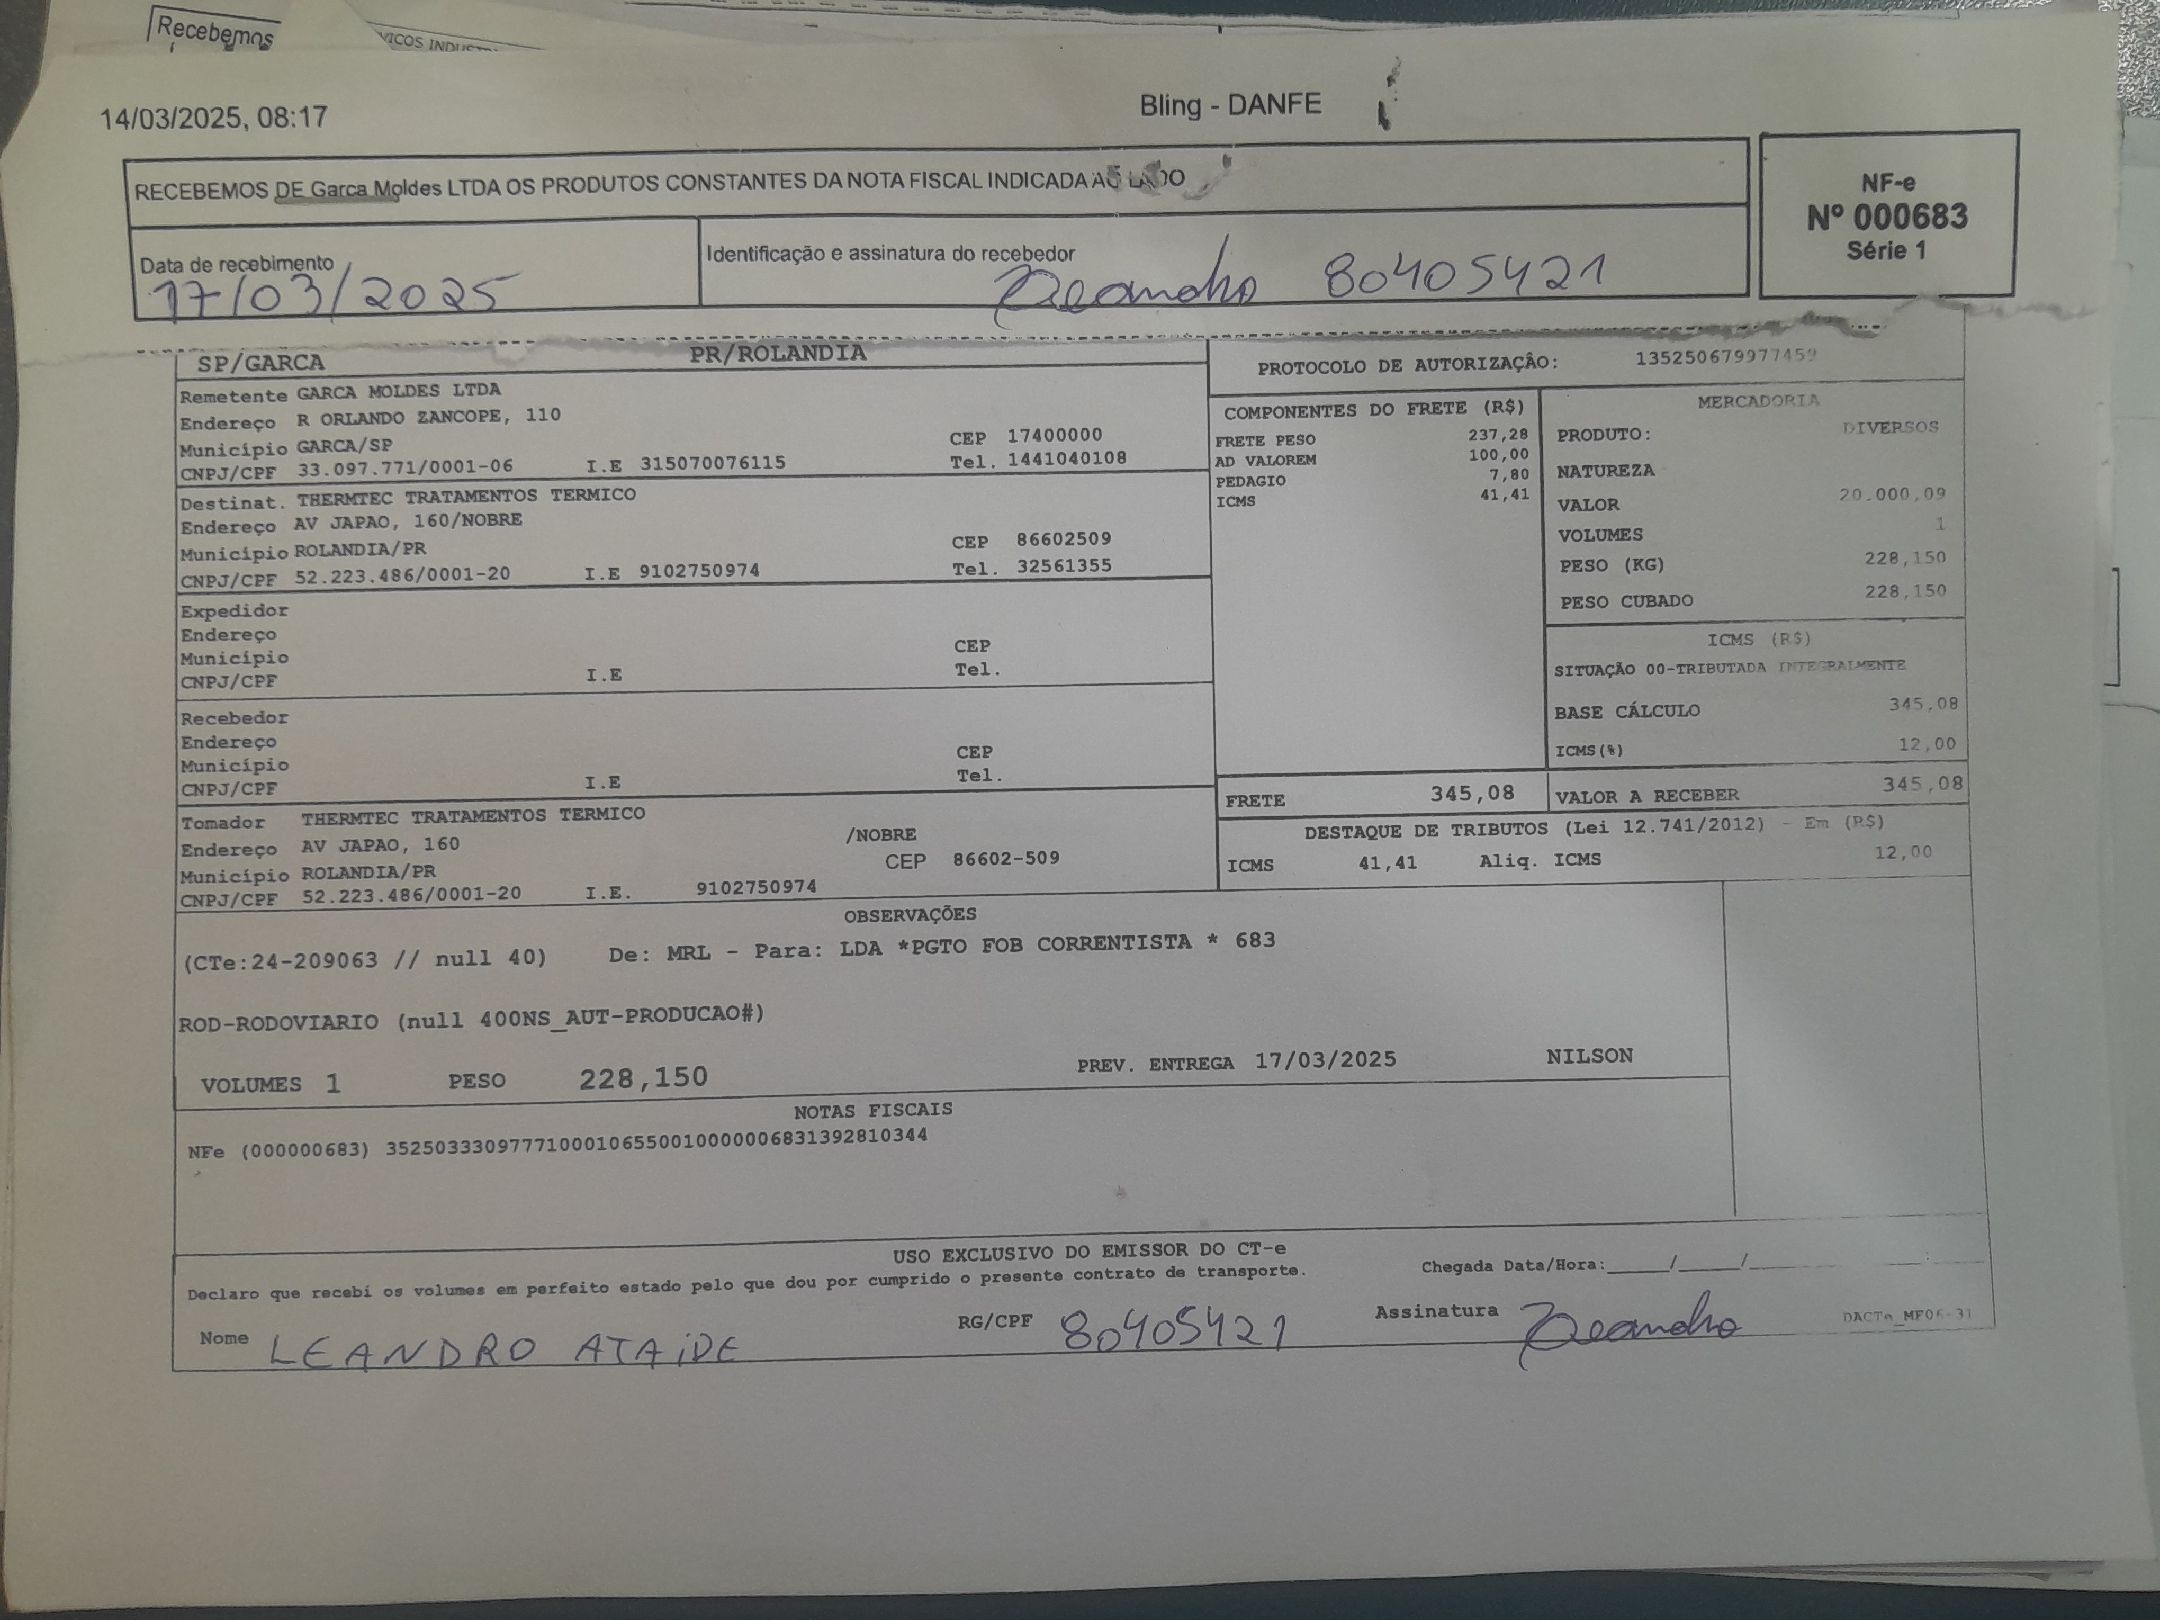 Recebemos
VICOS INDUST
14/03/2025, 08:17
Bling - DANFE
RECEBEMOS DE Garca Moldes LTDA OS PRODUTOS CONSTANTES DA NOTA FISCAL INDICADA AO LADO
NF-e
Nº 000683
Série 1
Data de recebimento
17/03/2025
Identificação e assinatura do recebedor
Leandro 80405421
SP/GARCA PR/ROLANDIA
Remetente GARCA MOLDES LTDA
Endereço R ORLANDO ZANCOPE, 110
Município GARCA/SP CEP 17400000
CNPJ/CPF 33.097.771/0001-06 I.E 315070076115 Tel. 1441040108
Destinat. THERMTEC TRATAMENTOS TERMICO
Endereço AV JAPAO, 160/NOBRE
Município ROLANDIA/PR CEP 86602509
CNPJ/CPF 52.223.486/0001-20 I.E 9102750974 Tel. 32561355
Expedidor
Endereço
Município CEP
CNPJ/CPF I.E Tel.
Recebedor
Endereço
Município CEP
CNPJ/CPF I.E Tel.
Tomador THERMTEC TRATAMENTOS TERMICO
Endereço AV JAPAO, 160 /NOBRE
Município ROLANDIA/PR CEP 86602-509
CNPJ/CPF 52.223.486/0001-20 I.E. 9102750974
PROTOCOLO DE AUTORIZAÇÂO: 135250679977459
COMPONENTES DO FRETE (R$)
FRETE PESO 237,28
AD VALOREM 100,00
PEDAGIO 7,80
ICMS 41,41
MERCADORIA
PRODUTO: DIVERSOS
NATUREZA
VALOR 20.000,09
VOLUMES 1
PESO (KG) 228,150
PESO CUBADO 228,150
ICMS (R$)
SITUAÇÃO 00-TRIBUTADA INTEGRALMENTE
BASE CÁLCULO 345,08
ICMS(%) 12,00
FRETE 345,08 VALOR A RECEBER 345,08
DESTAQUE DE TRIBUTOS (Lei 12.741/2012) - Em (R$)
ICMS 41,41 Aliq. ICMS 12,00
OBSERVAÇÕES
(CTe:24-209063 // null 40) De: MRL - Para: LDA *PGTO FOB CORRENTISTA * 683
ROD-RODOVIARIO (null 400NS_AUT-PRODUCAO#)
VOLUMES 1 PESO 228,150 PREV. ENTREGA 17/03/2025 NILSON
NOTAS FISCAIS
NFe (000000683) 35250333097771000106550010000006831392810344
USO EXCLUSIVO DO EMISSOR DO CT-e
Declaro que recebi os volumes em perfeito estado pelo que dou por cumprido o presente contrato de transporte.
Chegada Data/Hora:_____/_____/_____ :
Nome LEANDRO ATAiDE RG/CPF 80405421 Assinatura Leandro DACTe_MF06-31